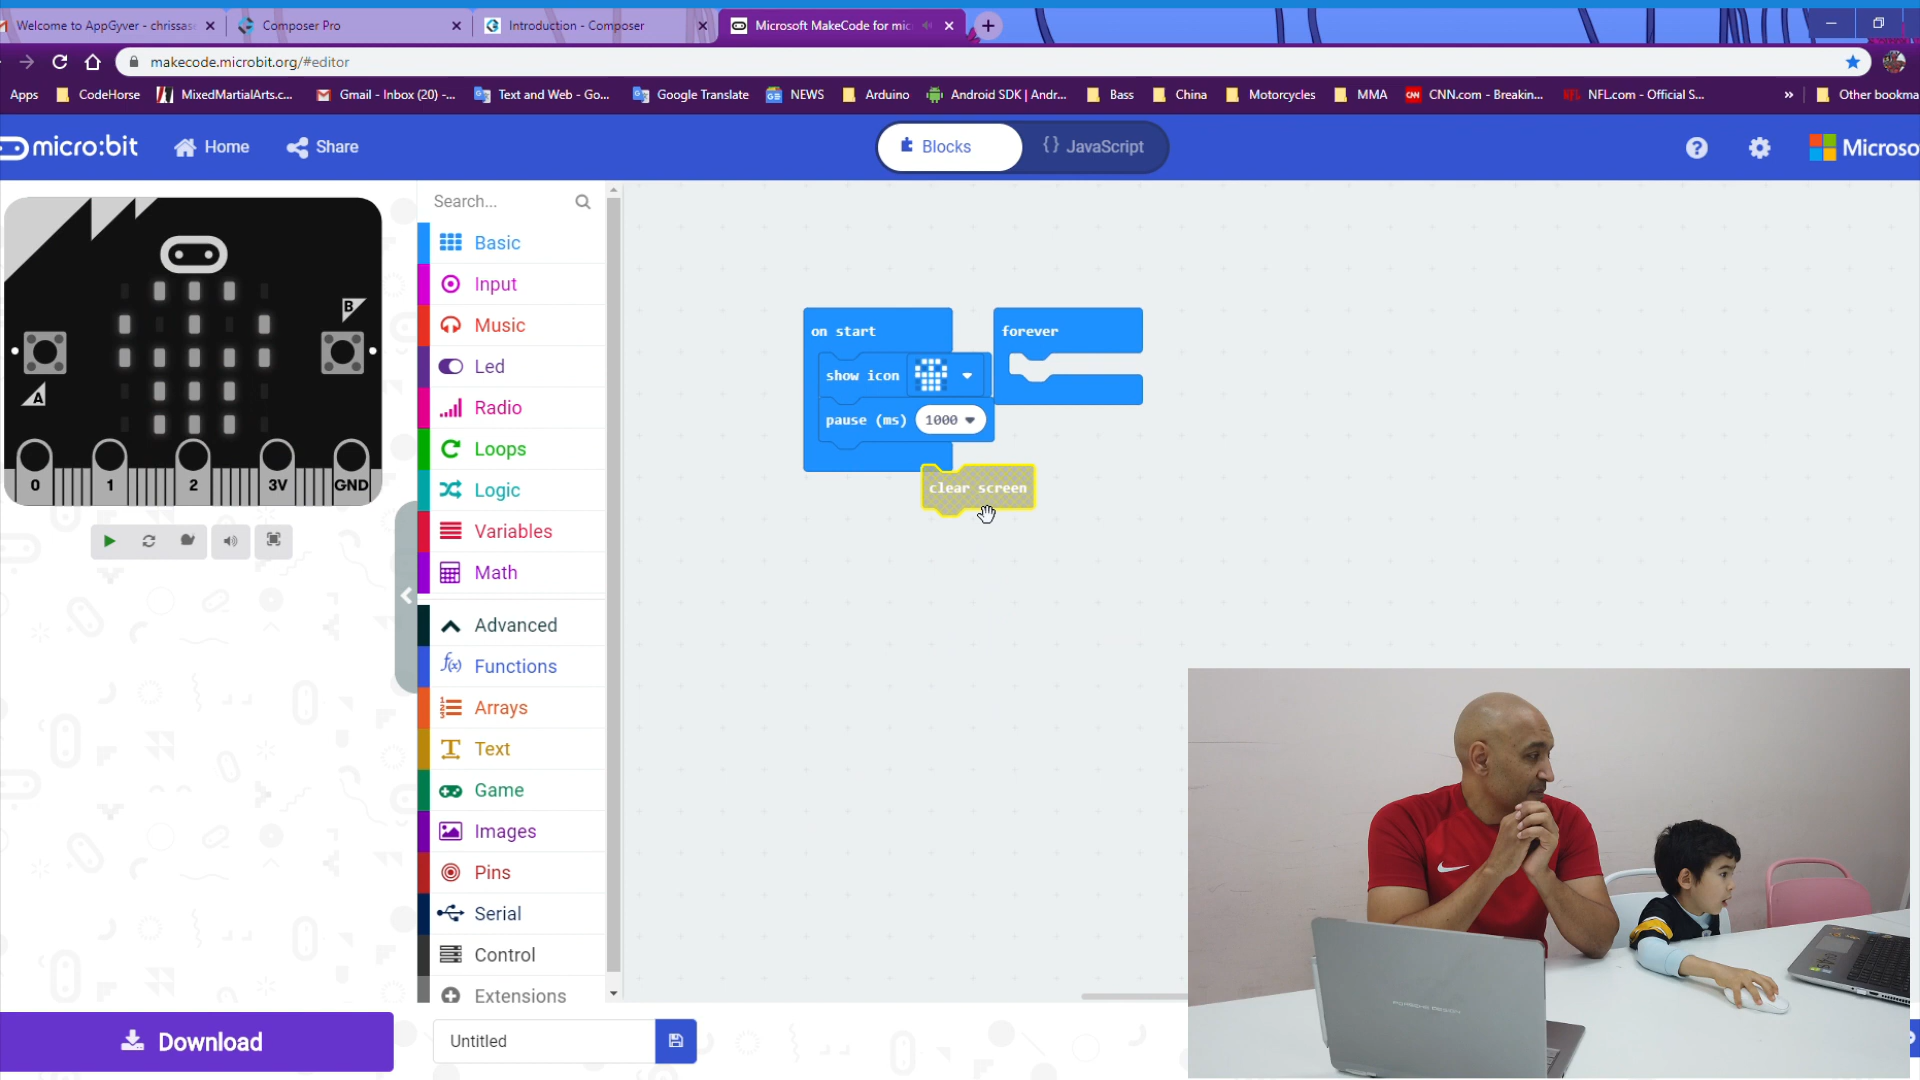 Welcome to AppGyver - chrissas
Composer Pro
Introduction - Composer
Microsoft MakeCode for mic
makecode.microbit.org/#editor
Apps
CodeHorse
MixedMartialArts.c...
Gmail - Inbox (20) -...
Text and Web - Go...
Google Translate
NEWS
Arduino
Android SDK | Andr...
Bass
China
Motorcycles
MMA
CNN.com - Breakin...
NFL.com - Official S...
»
Other bookma
micro:bit
Home
Share
Blocks
{} JavaScript
Microso
Search...
Basic
Input
Music
Led
Radio
Loops
Logic
Variables
Math
Advanced
Functions
Arrays
Text
Game
Images
Pins
Serial
Control
Extensions
A
B
0 1 2 3V GND
on start
show icon
pause (ms) 1000
forever
clear screen
Download
Untitled